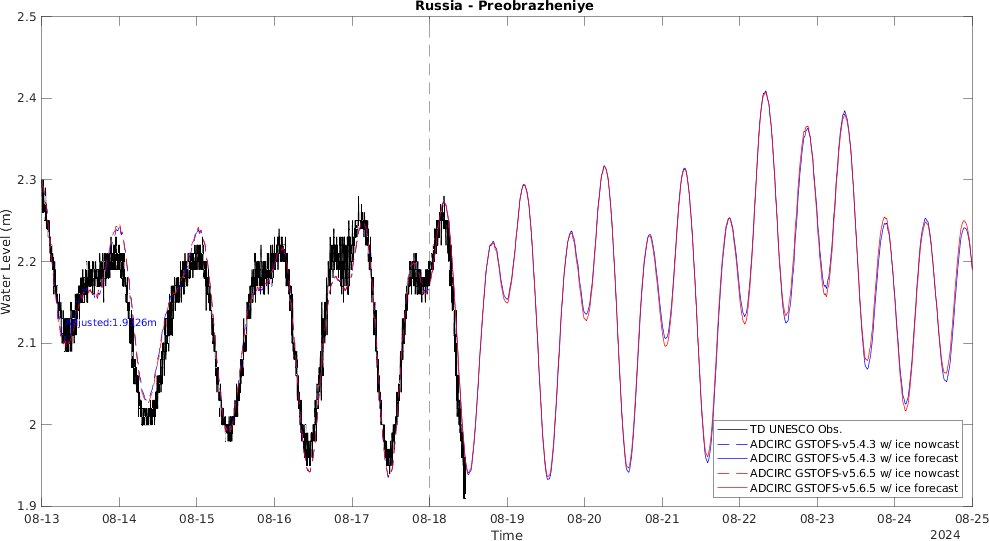 Russia - Preobrazheniye
2.5
2.4
2.3
2.2
2.1
2
1.9
Water Level (m)
08-13
08-14
08-15
08-16
08-17
08-18
08-19
08-20
08-21
08-22
08-23
08-24
08-25
Time
2024
TD UNESCO Obs.
ADCIRC GSTOFS-v5.4.3 w/ ice nowcast
ADCIRC GSTOFS-v5.4.3 w/ ice forecast
ADCIRC GSTOFS-v5.6.5 w/ ice nowcast
ADCIRC GSTOFS-v5.6.5 w/ ice forecast